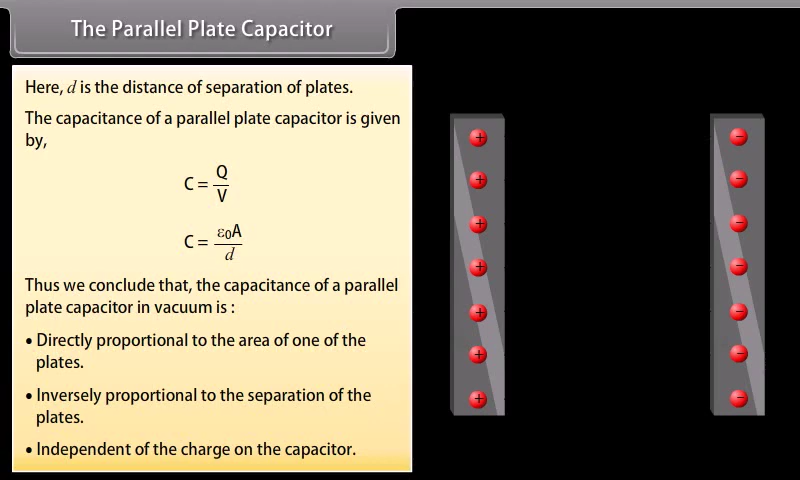 The Parallel Plate Capacitor
Here, d is the distance of separation of plates.
The capacitance of a parallel plate capacitor is given
by,
C = Q/V
C = ε₀A/d
Thus we conclude that, the capacitance of a parallel
plate capacitor in vacuum is :
• Directly proportional to the area of one of the
plates.
• Inversely proportional to the separation of the
plates.
• Independent of the charge on the capacitor.
+ −
+ −
+ −
+ −
+ −
+ −
+ −